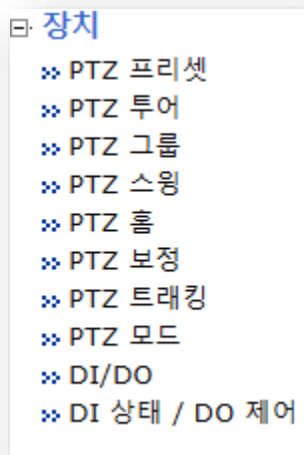 장치
PTZ 프리셋
PTZ 투어
PTZ 그룹
PTZ 스윙
PTZ 홈
PTZ 보정
PTZ 트래킹
PTZ 모드
DI/DO
DI 상태 / DO 제어